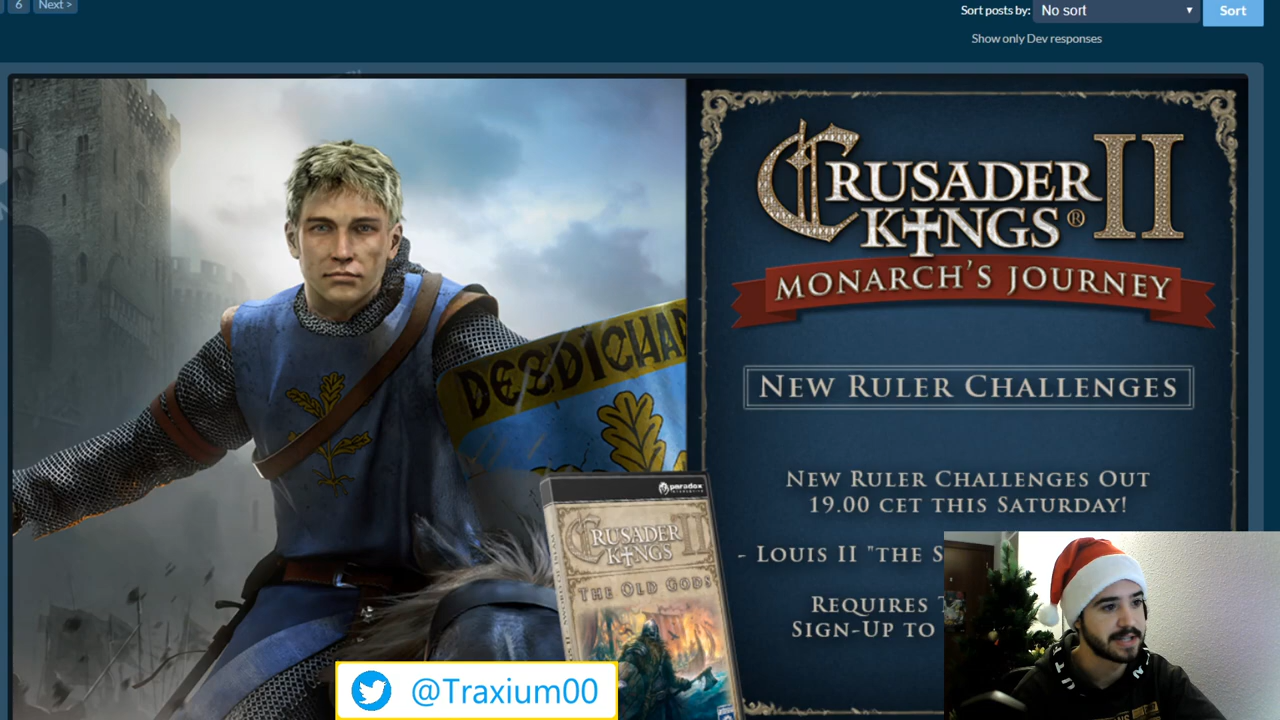 6 Next >
Sort posts by: No sort Sort
Show only Dev responses
CRUSADER
KINGS® II
MONARCH'S JOURNEY
NEW RULER CHALLENGES
NEW RULER CHALLENGES OUT
19.00 CET THIS SATURDAY!
- LOUIS II "THE S
REQUIRES
SIGN-UP TO
DESDICHA
paradox
INTERACTIVE
CRUSADER
KINGS II
THE OLD GODS
@Traxium00